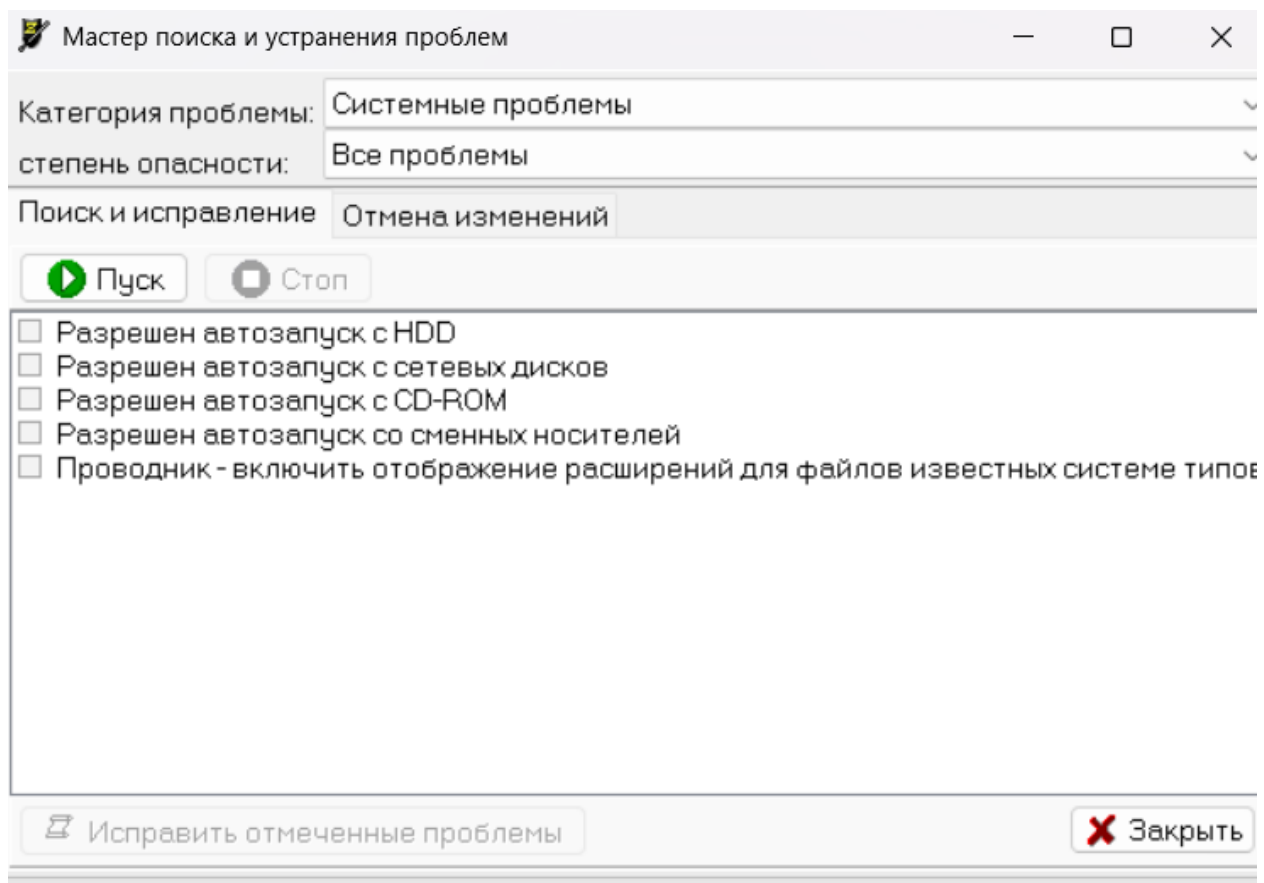 Мастер поиска и устранения проблем
Категория проблемы: Системные проблемы
степень опасности: Все проблемы
Поиск и исправление Отмена изменений
Пуск Стоп
Разрешен автозапуск с HDD
Разрешен автозапуск с сетевых дисков
Разрешен автозапуск с CD-ROM
Разрешен автозапуск со сменных носителей
Проводник - включить отображение расширений для файлов известных системе типов
Исправить отмеченные проблемы Закрыть